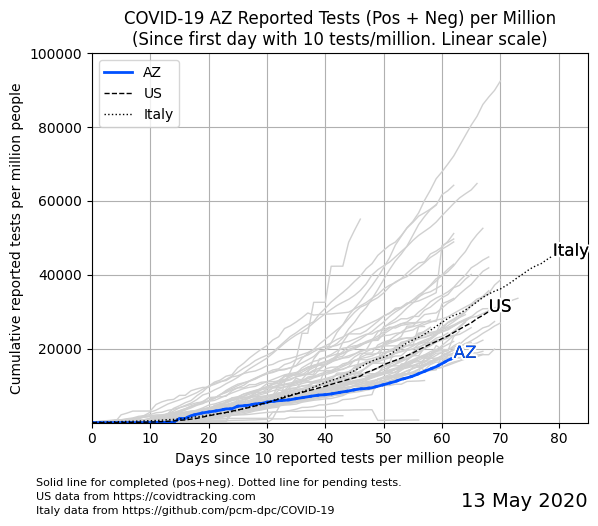 COVID-19 AZ Reported Tests (Pos + Neg) per Million
(Since first day with 10 tests/million. Linear scale)
Cumulative reported tests per million people
100000
80000
60000
40000
20000
AZ
US
Italy
Italy
US
AZ
0 10 20 30 40 50 60 70 80
Days since 10 reported tests per million people
Solid line for completed (pos+neg). Dotted line for pending tests.
US data from https://covidtracking.com
Italy data from https://github.com/pcm-dpc/COVID-19
13 May 2020